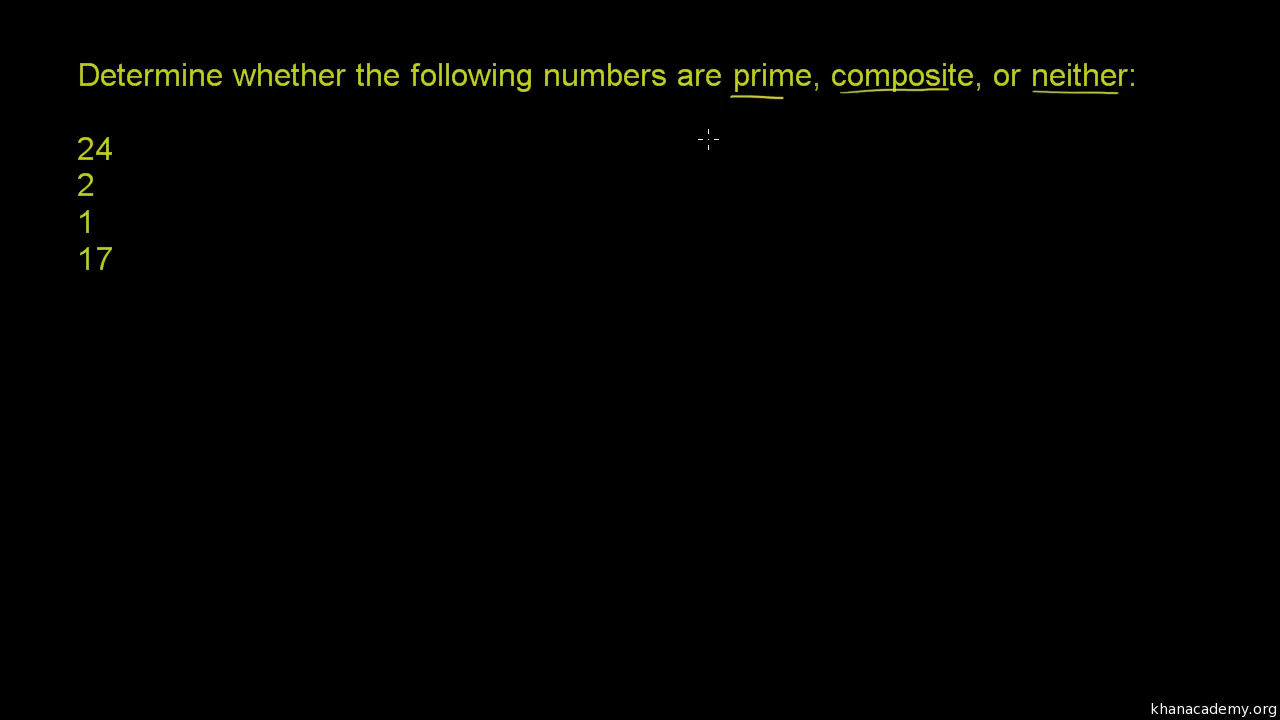 Determine whether the following numbers are prime, composite, or neither:
24
2
1
17
khanacademy.org